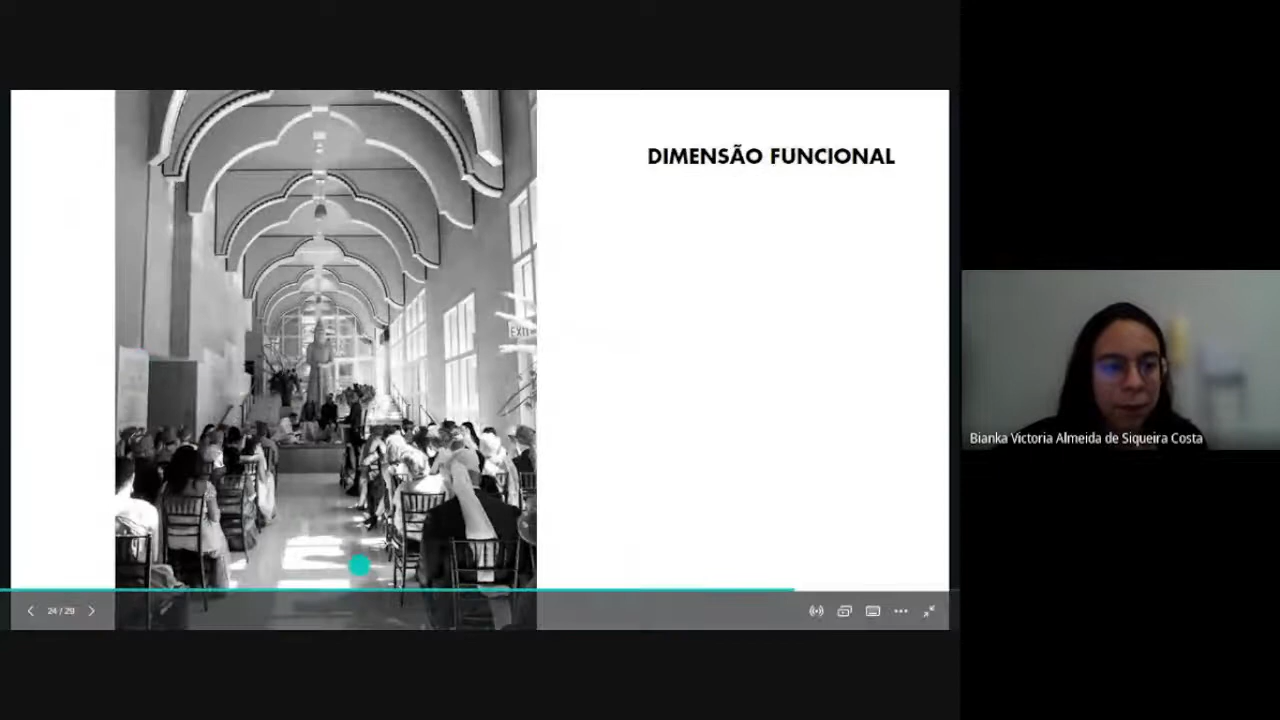 DIMENSÃO FUNCIONAL
EXIT
Bianka Victoria Almeida de Siqueira Costa
24 / 29